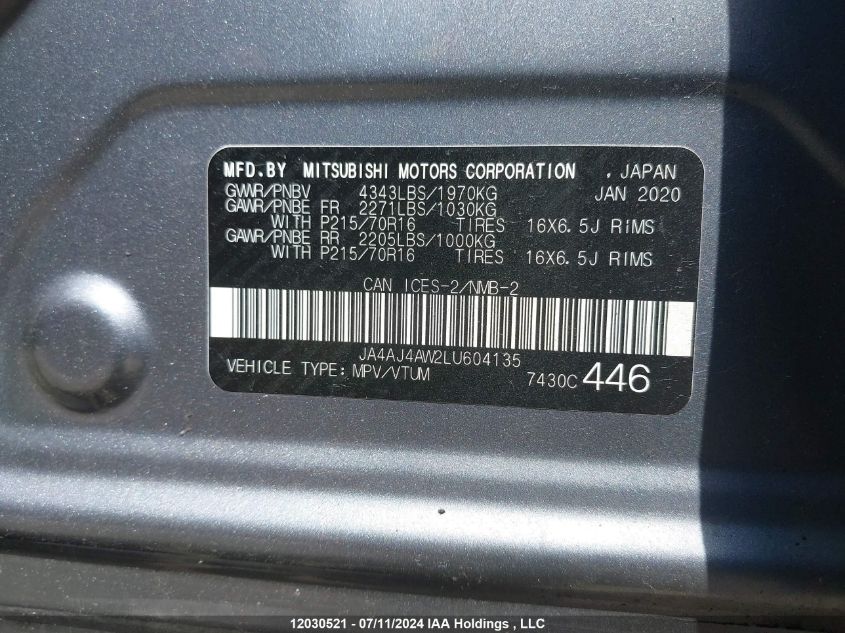 MFD.BY MITSUBISHI MOTORS CORPORATION , JAPAN
GVWR/PNBV 4343LBS/1970KG JAN 2020
GAWR/PNBE FR 2271LBS/1030KG
WITH P215/70R16 TIRES 16X6.5J RIMS
GAWR/PNBE RR 2205LBS/1000KG
WITH P215/70R16 TIRES 16X6.5J RIMS
CAN ICES-2/NMB-2
JA4AJ4AW2LU604135
VEHICLE TYPE: MPV/VTUM 7430C 446
12030521 - 07/11/2024 IAA Holdings, LLC